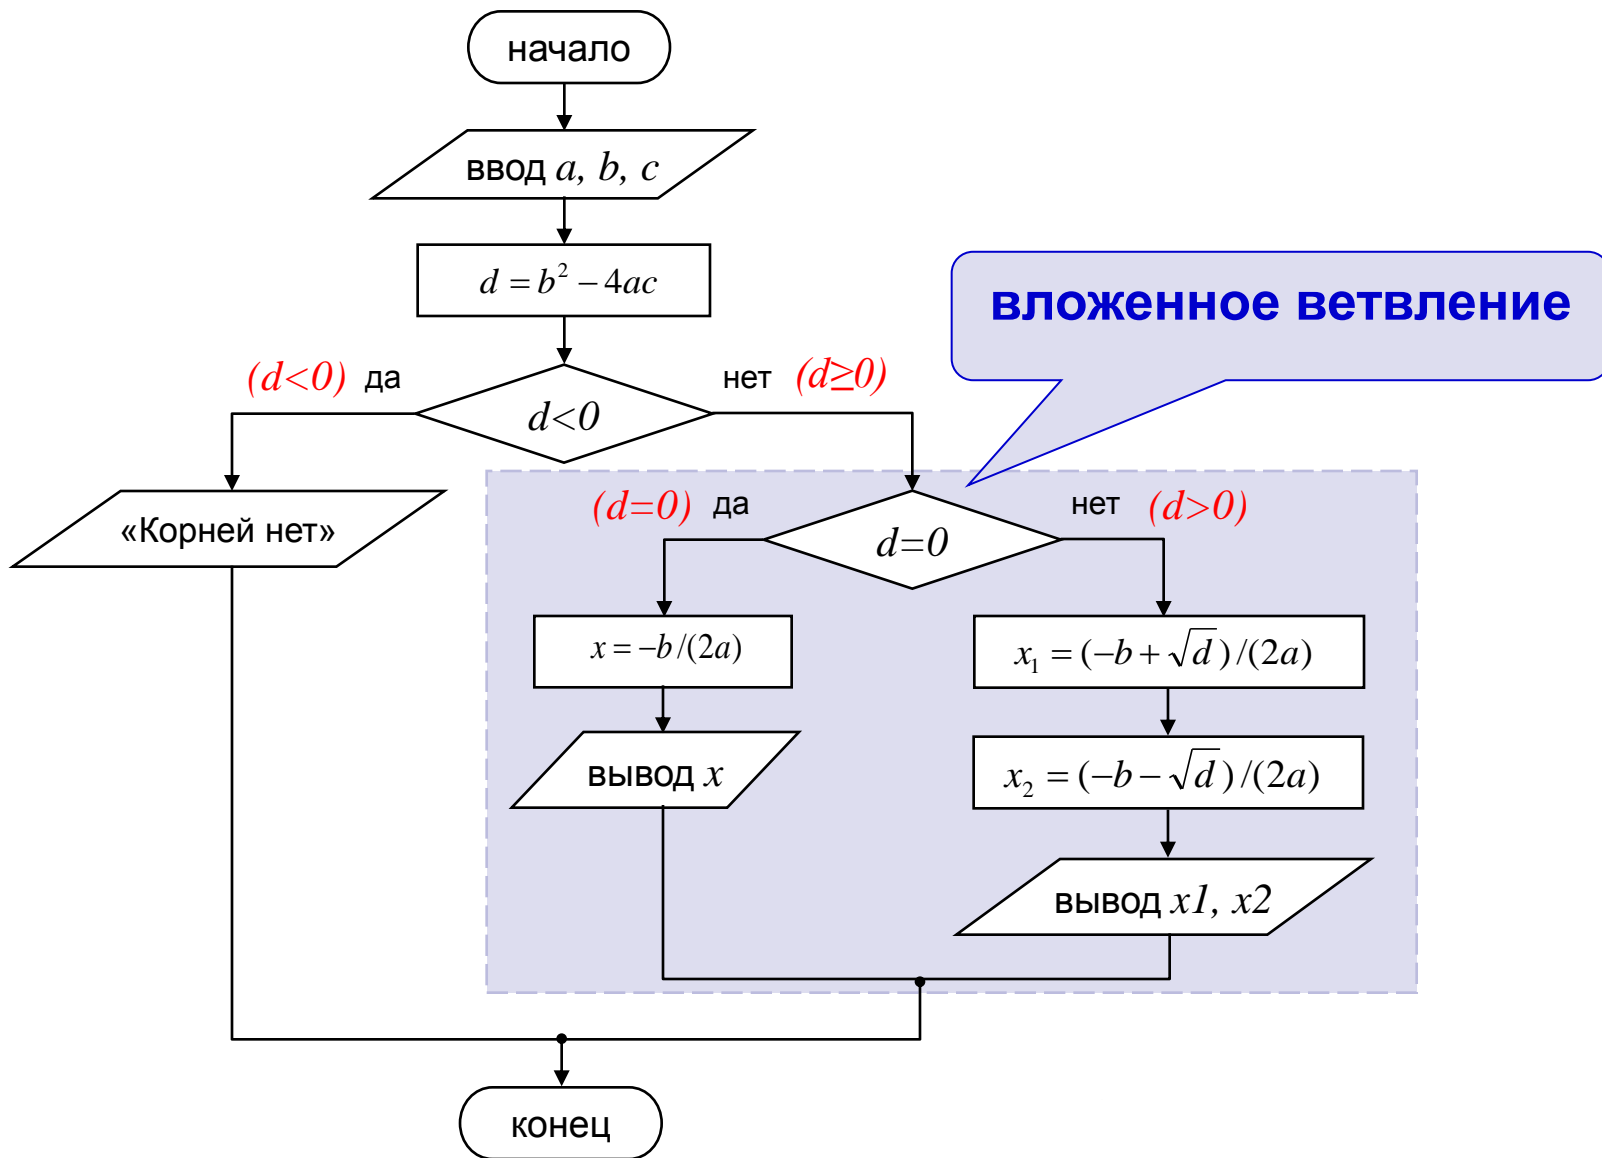 начало
ввод a, b, c
d = b² − 4ac
вложенное ветвление
(d<0) да
нет (d≥0)
d<0
«Корней нет»
(d=0) да
нет (d>0)
d=0
x = −b/(2a)
x₁ = (−b + √d)/(2a)
вывод x
x₂ = (−b − √d)/(2a)
вывод x1, x2
конец